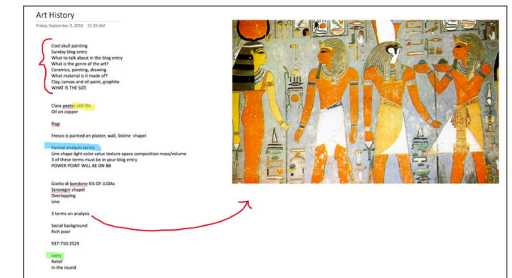 Art History
Friday, September 2, 2016 11:55 AM
Cool skull painting
Sunday blog entry
What to talk about in the blog entry
What is the genre of the art?
Ceramics, painting, drawing
What material is it made of?
Clay, canvas and oil paint, graphite
WHAT IS THE SIZE
Clara peeter still life
Oil on copper
Fresco is painted on plaster, wall, Sistine chapel
Formal analysis terms
Line shape light color value texture space composition mass/volume
3 of these terms must be in your blog entry
POWER POINT WILL BE ON BB
Giotto di bondone KIS OF JUDAs
chapel
Overlapping
Line
3 terms on analysis
Social background
Rich poor
937-710-2523
Ivory
Relief
In the round